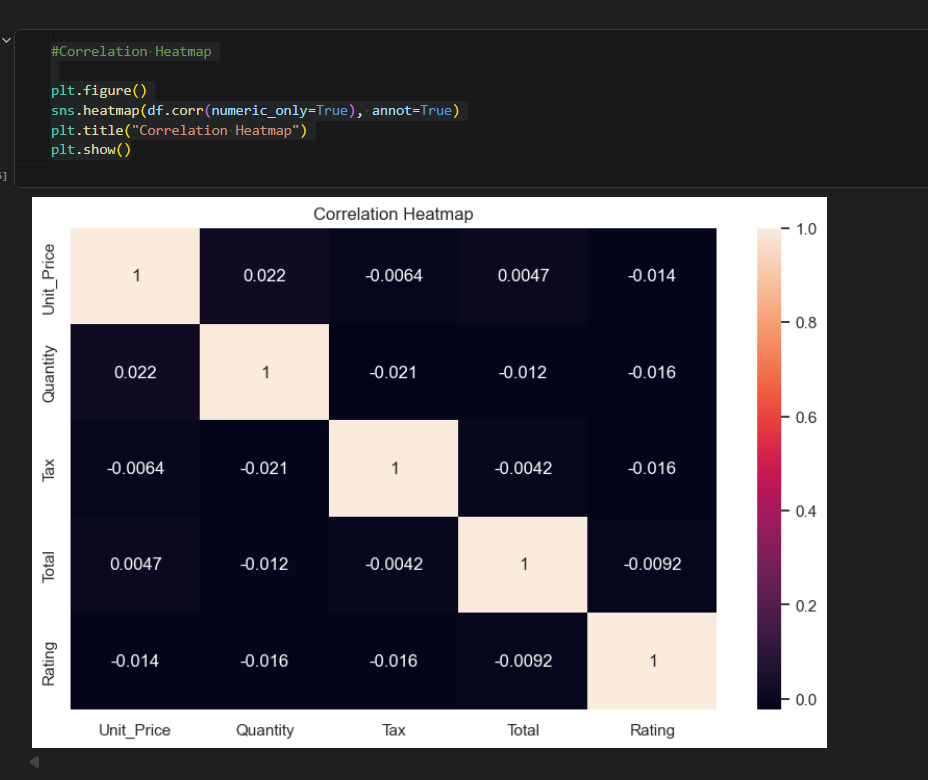 #Correlation Heatmap
plt.figure()
sns.heatmap(df.corr(numeric_only=True), annot=True)
plt.title("Correlation Heatmap")
plt.show()
Correlation Heatmap
Unit_Price 1 0.022 -0.0064 0.0047 -0.014
Quantity 0.022 1 -0.021 -0.012 -0.016
Tax -0.0064 -0.021 1 -0.0042 -0.016
Total 0.0047 -0.012 -0.0042 1 -0.0092
Rating -0.014 -0.016 -0.016 -0.0092 1
Unit_Price Quantity Tax Total Rating
1.0
0.8
0.6
0.4
0.2
0.0